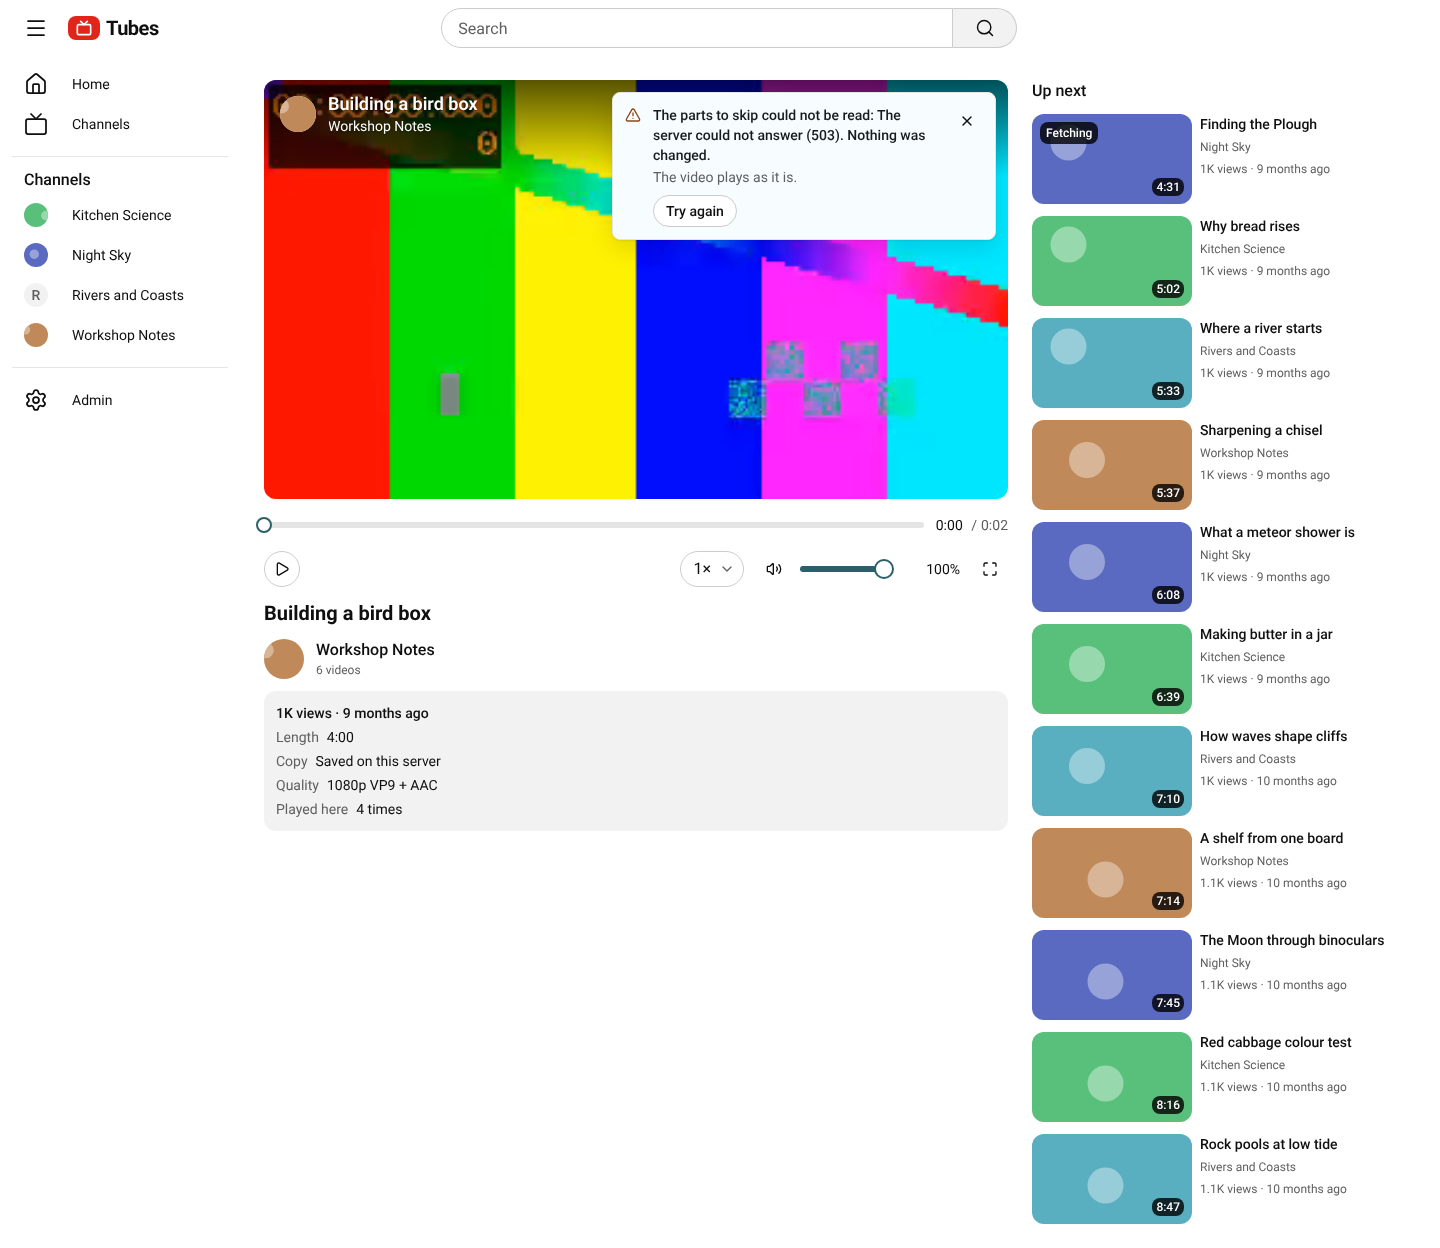 Tubes
Search
Home
Channels
Channels
Kitchen Science
Night Sky
R
Rivers and Coasts
Workshop Notes
Admin
Building a bird box
Workshop Notes
0
The parts to skip could not be read: The
server could not answer (503). Nothing was
changed.
The video plays as it is.
Try again
0:00 / 0:02
1×
100%
Building a bird box
Workshop Notes
6 videos
1K views · 9 months ago
Length 4:00
Copy Saved on this server
Quality 1080p VP9 + AAC
Played here 4 times
Up next
Fetching
4:31
Finding the Plough
Night Sky
1K views · 9 months ago
5:02
Why bread rises
Kitchen Science
1K views · 9 months ago
5:33
Where a river starts
Rivers and Coasts
1K views · 9 months ago
5:37
Sharpening a chisel
Workshop Notes
1K views · 9 months ago
6:08
What a meteor shower is
Night Sky
1K views · 9 months ago
6:39
Making butter in a jar
Kitchen Science
1K views · 9 months ago
7:10
How waves shape cliffs
Rivers and Coasts
1K views · 10 months ago
7:14
A shelf from one board
Workshop Notes
1.1K views · 10 months ago
7:45
The Moon through binoculars
Night Sky
1.1K views · 10 months ago
8:16
Red cabbage colour test
Kitchen Science
1.1K views · 10 months ago
8:47
Rock pools at low tide
Rivers and Coasts
1.1K views · 10 months ago